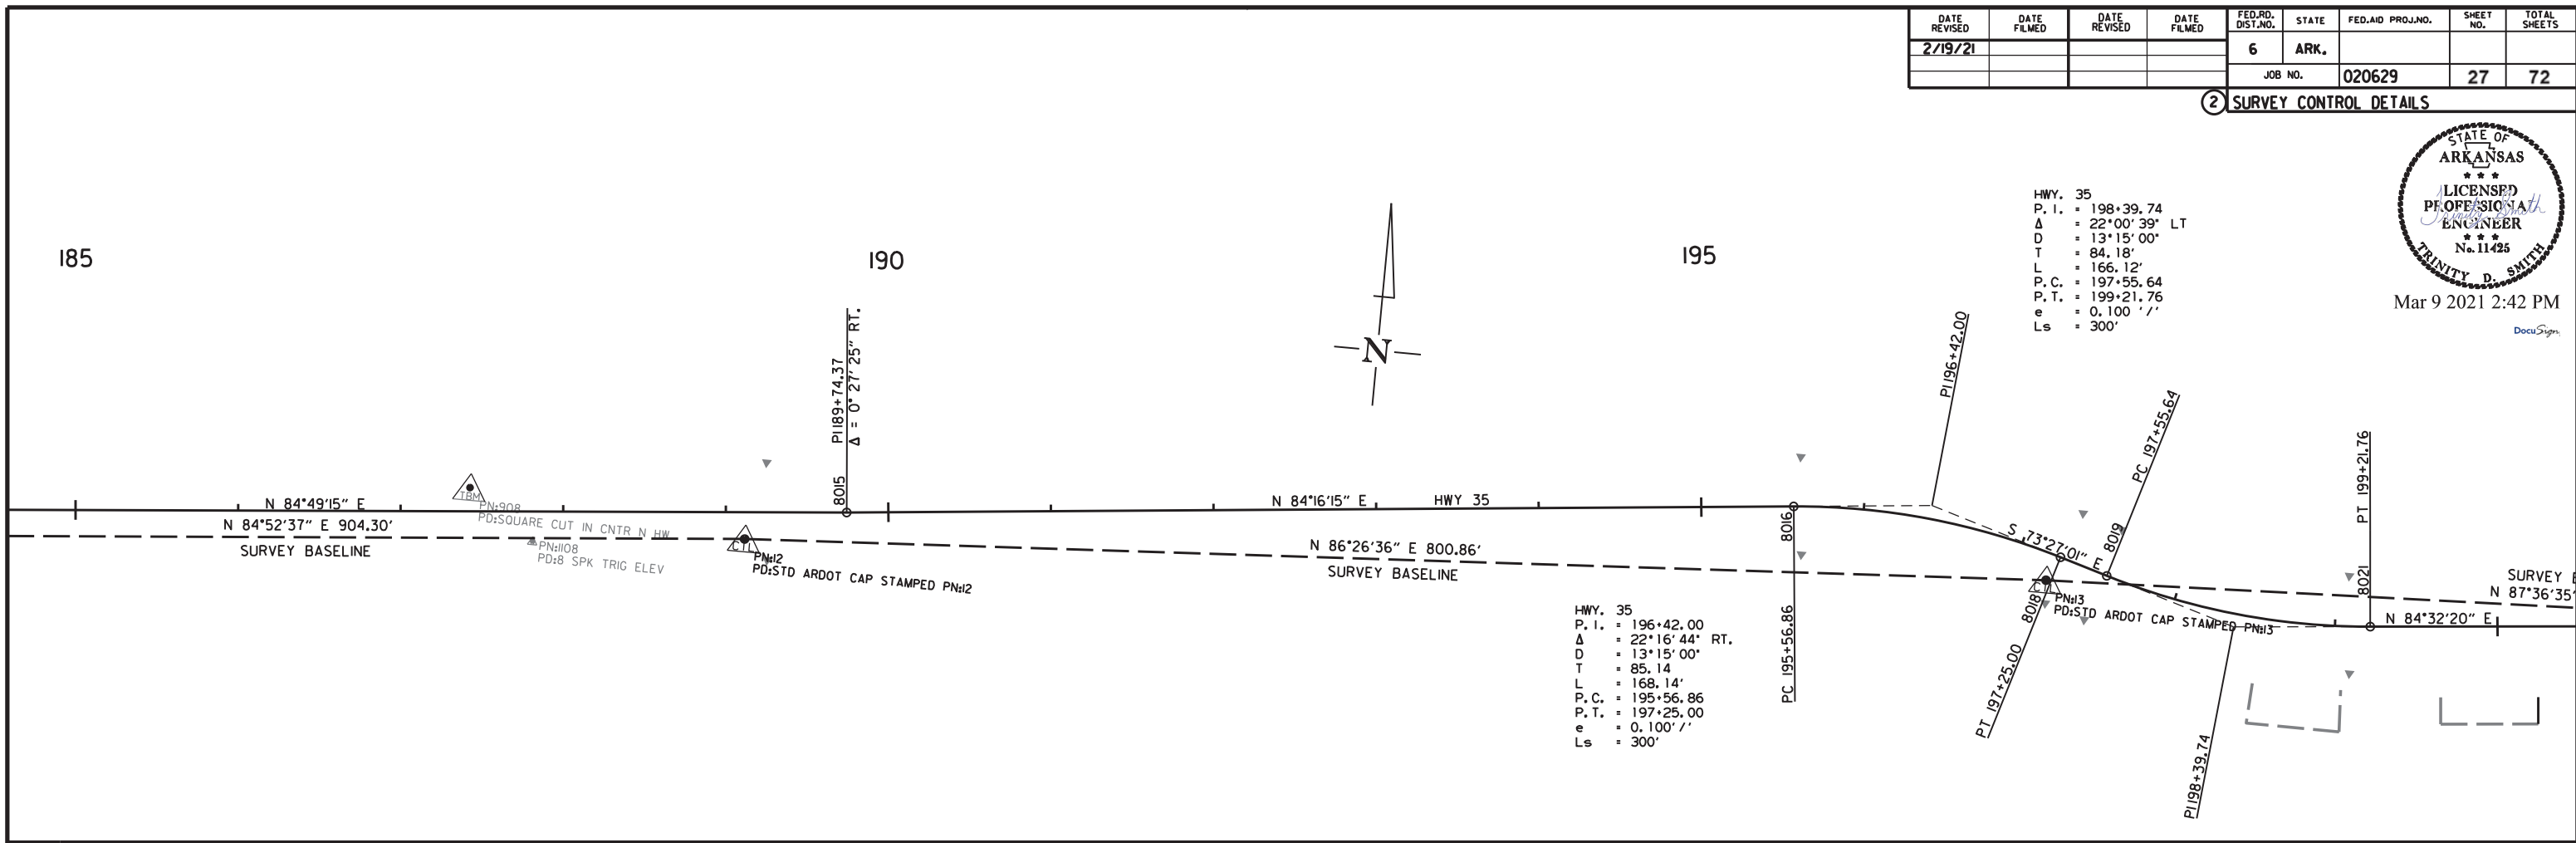 DATE REVISED
DATE FILMED
DATE REVISED
DATE FILMED
FED.RD. DIST.NO.
STATE
FED.AID PROJ.NO.
SHEET NO.
TOTAL SHEETS
2/19/21
6
ARK.
JOB NO.
020629
27
72
2 SURVEY CONTROL DETAILS
STATE OF
ARKANSAS
★ ★ ★
LICENSED
PROFESSIONAL
ENGINEER
★ ★ ★
No. 11425
TRINITY D. SMITH
Trinity Smith
Mar 9 2021 2:42 PM
DocuSign
HWY. 35
P.I. = 198+39.74
Δ = 22°00'39" LT
D = 13°15'00"
T = 84.18'
L = 166.12'
P.C. = 197+55.64
P.T. = 199+21.76
e = 0.100 '/'
Ls = 300'
185
190
195
N
PI 189+74.37
Δ = 0°27'25" RT.
8015
PI 196+42.00
PC 197+55.64
8019
PT 199+21.76
8021
TBM
PN:908
PD:SQUARE CUT IN CNTR N HW
N 84°49'15" E
N 84°52'37" E 904.30'
SURVEY BASELINE
PN:1108
PD:8 SPK TRIG ELEV
CTL
PN:12
PD:STD ARDOT CAP STAMPED PN:12
N 84°16'15" E
HWY 35
N 86°26'36" E 800.86'
SURVEY BASELINE
8016
PC 195+56.86
S 73°27'01" E
CTL
PN:13
PD:STD ARDOT CAP STAMPED PN:13
8018
PT 197+25.00
PI 198+39.74
SURVEY
N 87°36'35"
N 84°32'20" E
HWY. 35
P.I. = 196+42.00
Δ = 22°16'44" RT.
D = 13°15'00"
T = 85.14
L = 168.14'
P.C. = 195+56.86
P.T. = 197+25.00
e = 0.100'/'
Ls = 300'